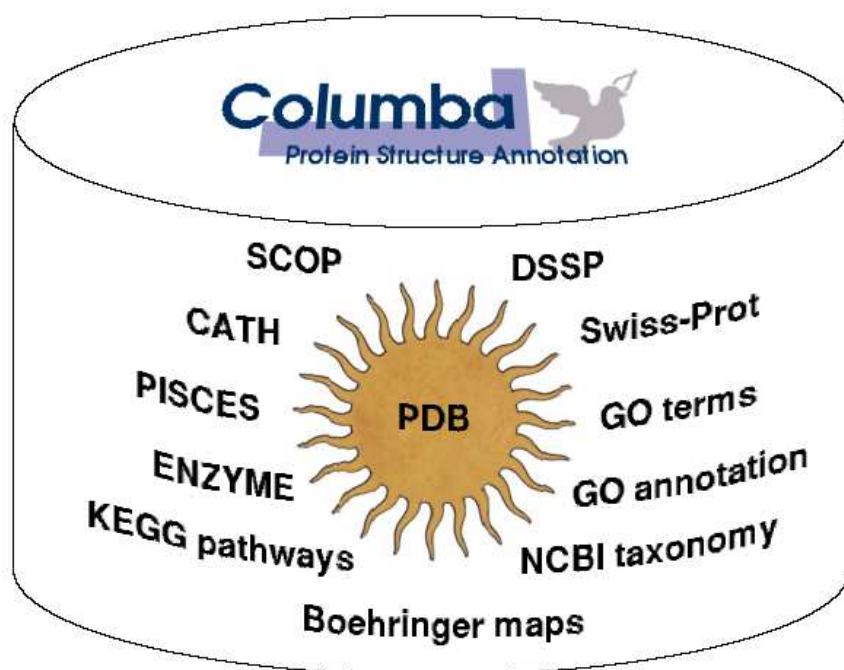 Columba
Protein Structure Annotation
SCOP
DSSP
CATH
Swiss-Prot
PISCES
PDB
GO terms
ENZYME
GO annotation
KEGG pathways
NCBI taxonomy
Boehringer maps